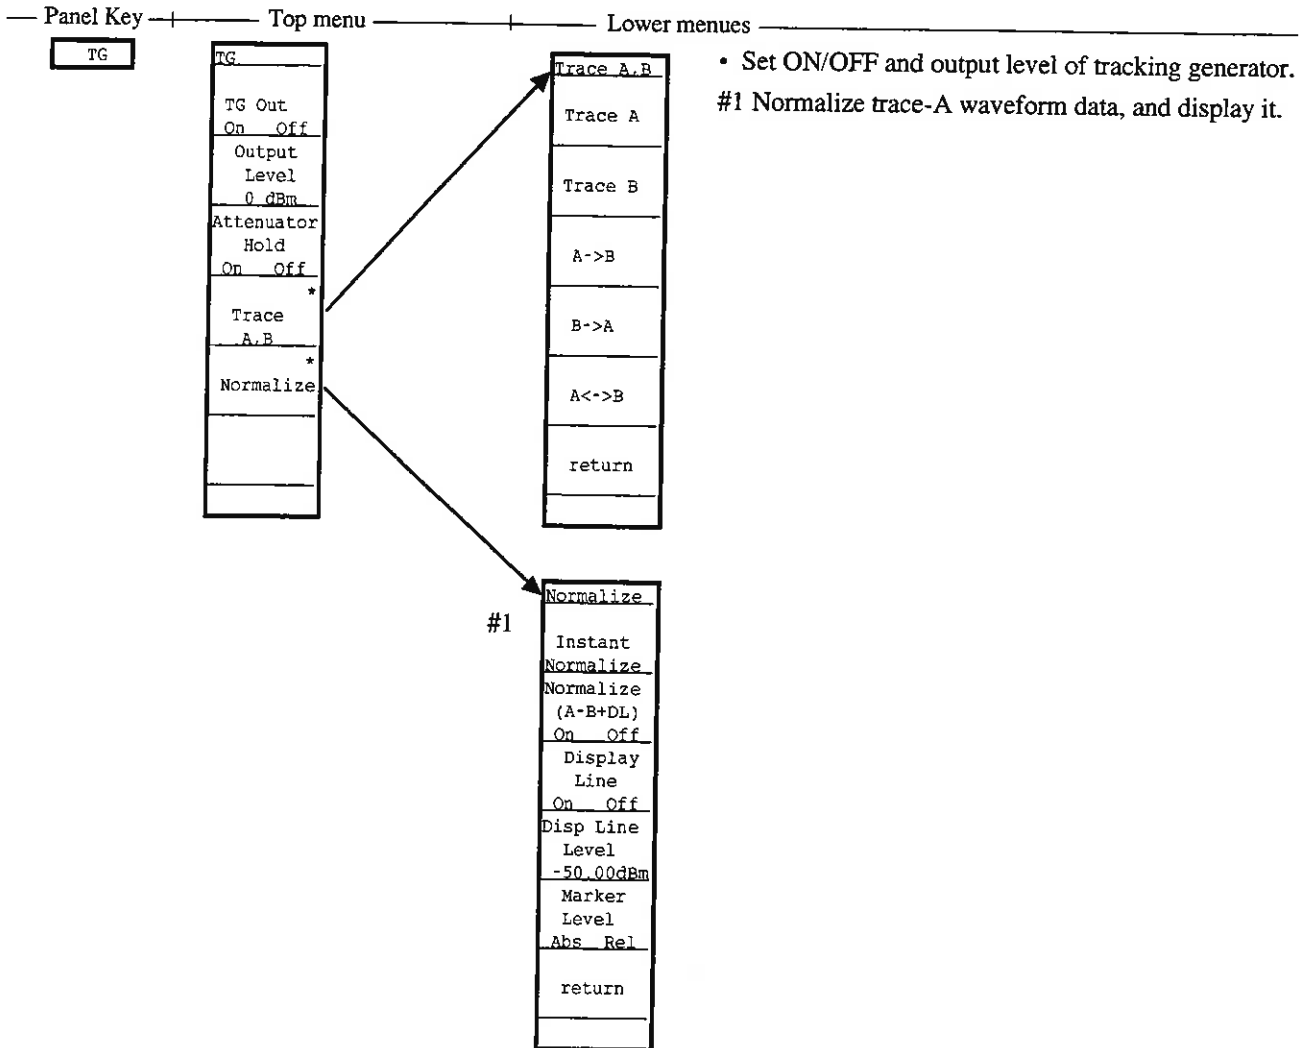 Panel Key
Top menu
Lower menues
TG
TG
TG Out
On Off
Output
Level
0 dBm
Attenuator
Hold
On Off
*
Trace
A,B
*
Normalize
Trace A,B
Trace A
Trace B
A->B
B->A
A<->B
return
• Set ON/OFF and output level of tracking generator.
#1 Normalize trace-A waveform data, and display it.
#1
Normalize
Instant
Normalize
Normalize
(A-B+DL)
On Off
Display
Line
On Off
Disp Line
Level
-50.00dBm
Marker
Level
Abs Rel
return